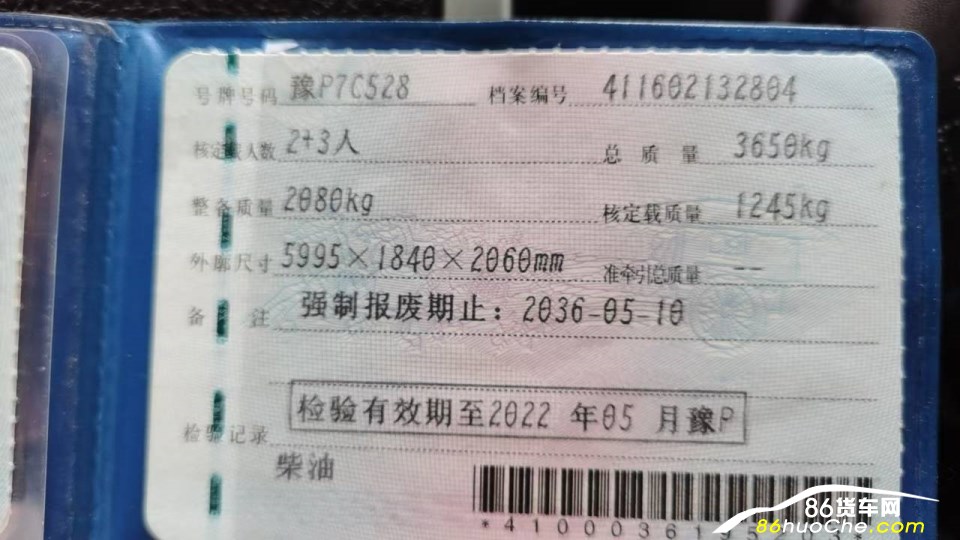 号牌号码 豫P7C528 档案编号 411602132804
核定载人数 2+3人 总质量 3650kg
整备质量 2080kg 核定载质量 1245kg
外廓尺寸 5995×1840×2060mm 准牵引总质量 --
备注 强制报废期止：2036-05-10
检验有效期至2022 年05 月豫P
检验记录
柴油
86货车网
86huoche.com